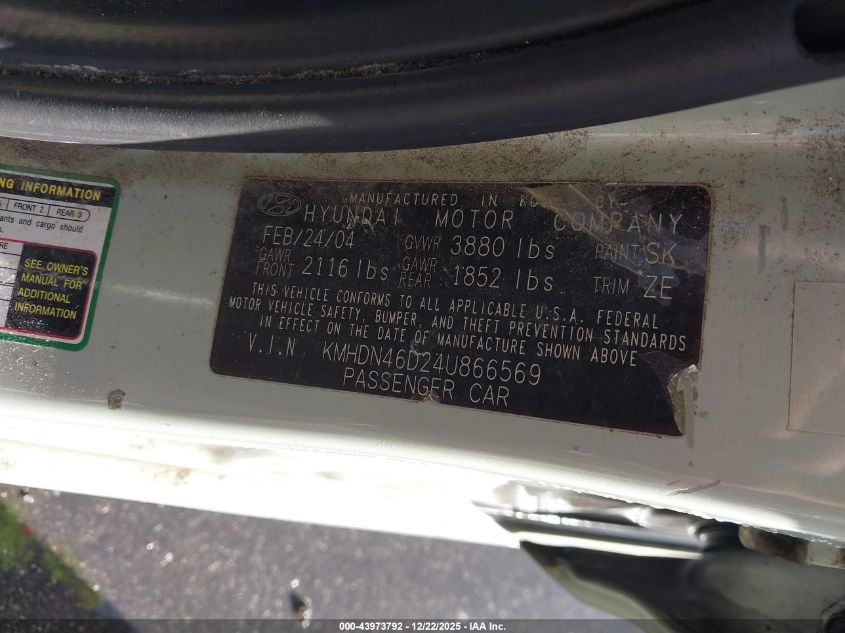 NG INFORMATION
FRONT 2 REAR 3
ants and cargo should
SEE OWNER'S
MANUAL FOR
ADDITIONAL
INFORMATION
MANUFACTURED IN BY
HYUNDAI MOTOR COMPANY
FEB/24/04 GVWR 3880 lbs PAINT SK
GAWR FRONT 2116 lbs GAWR REAR 1852 lbs TRIM ZE
THIS VEHICLE CONFORMS TO ALL APPLICABLE U.S.A. FEDERAL
MOTOR VEHICLE SAFETY, BUMPER, AND THEFT PREVENTION STANDARDS
IN EFFECT ON THE DATE OF MANUFACTURE SHOWN ABOVE
V.I.N KMHDN46D24U866569
PASSENGER CAR
000-43973792 - 12/22/2025 - IAA Inc.